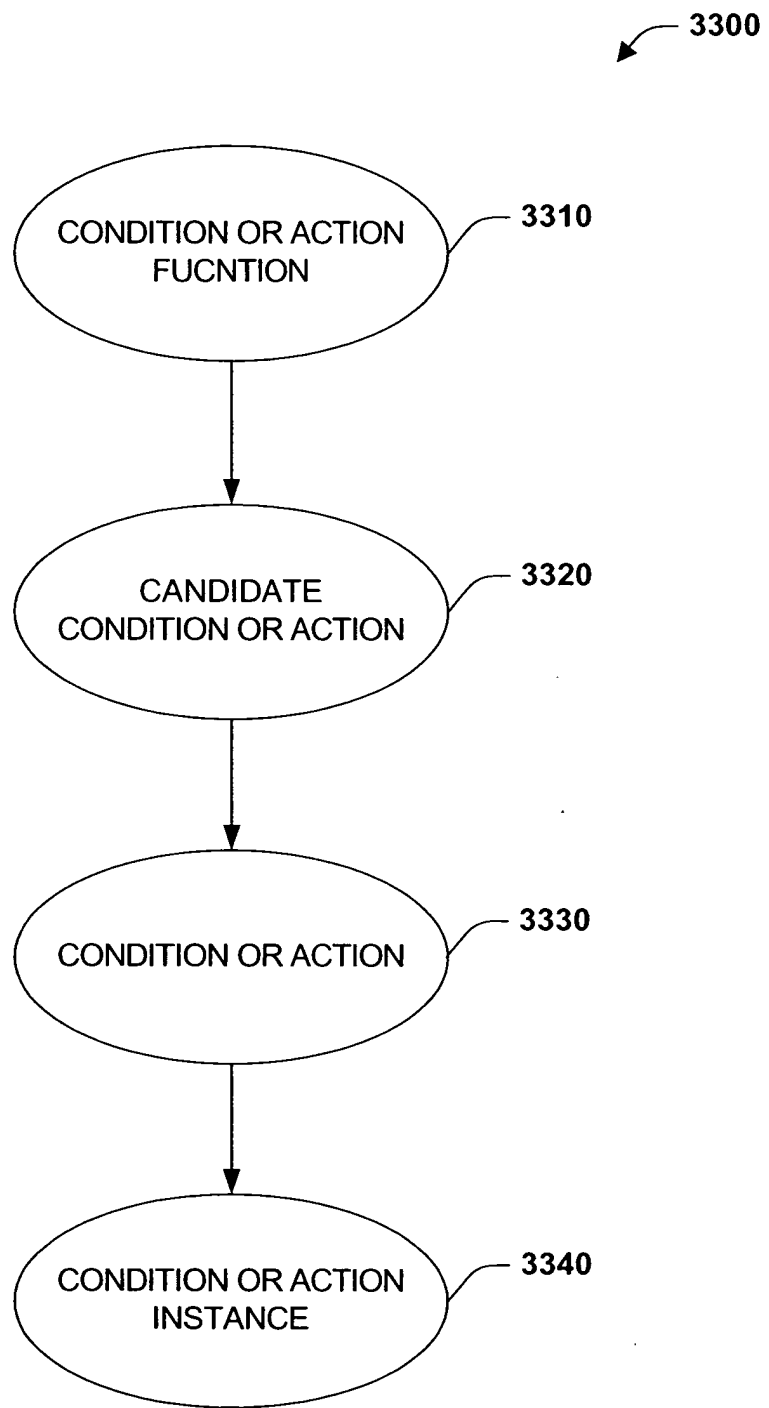 3300
CONDITION OR ACTION
FUCNTION
3310
CANDIDATE
CONDITION OR ACTION
3320
CONDITION OR ACTION
3330
CONDITION OR ACTION
INSTANCE
3340